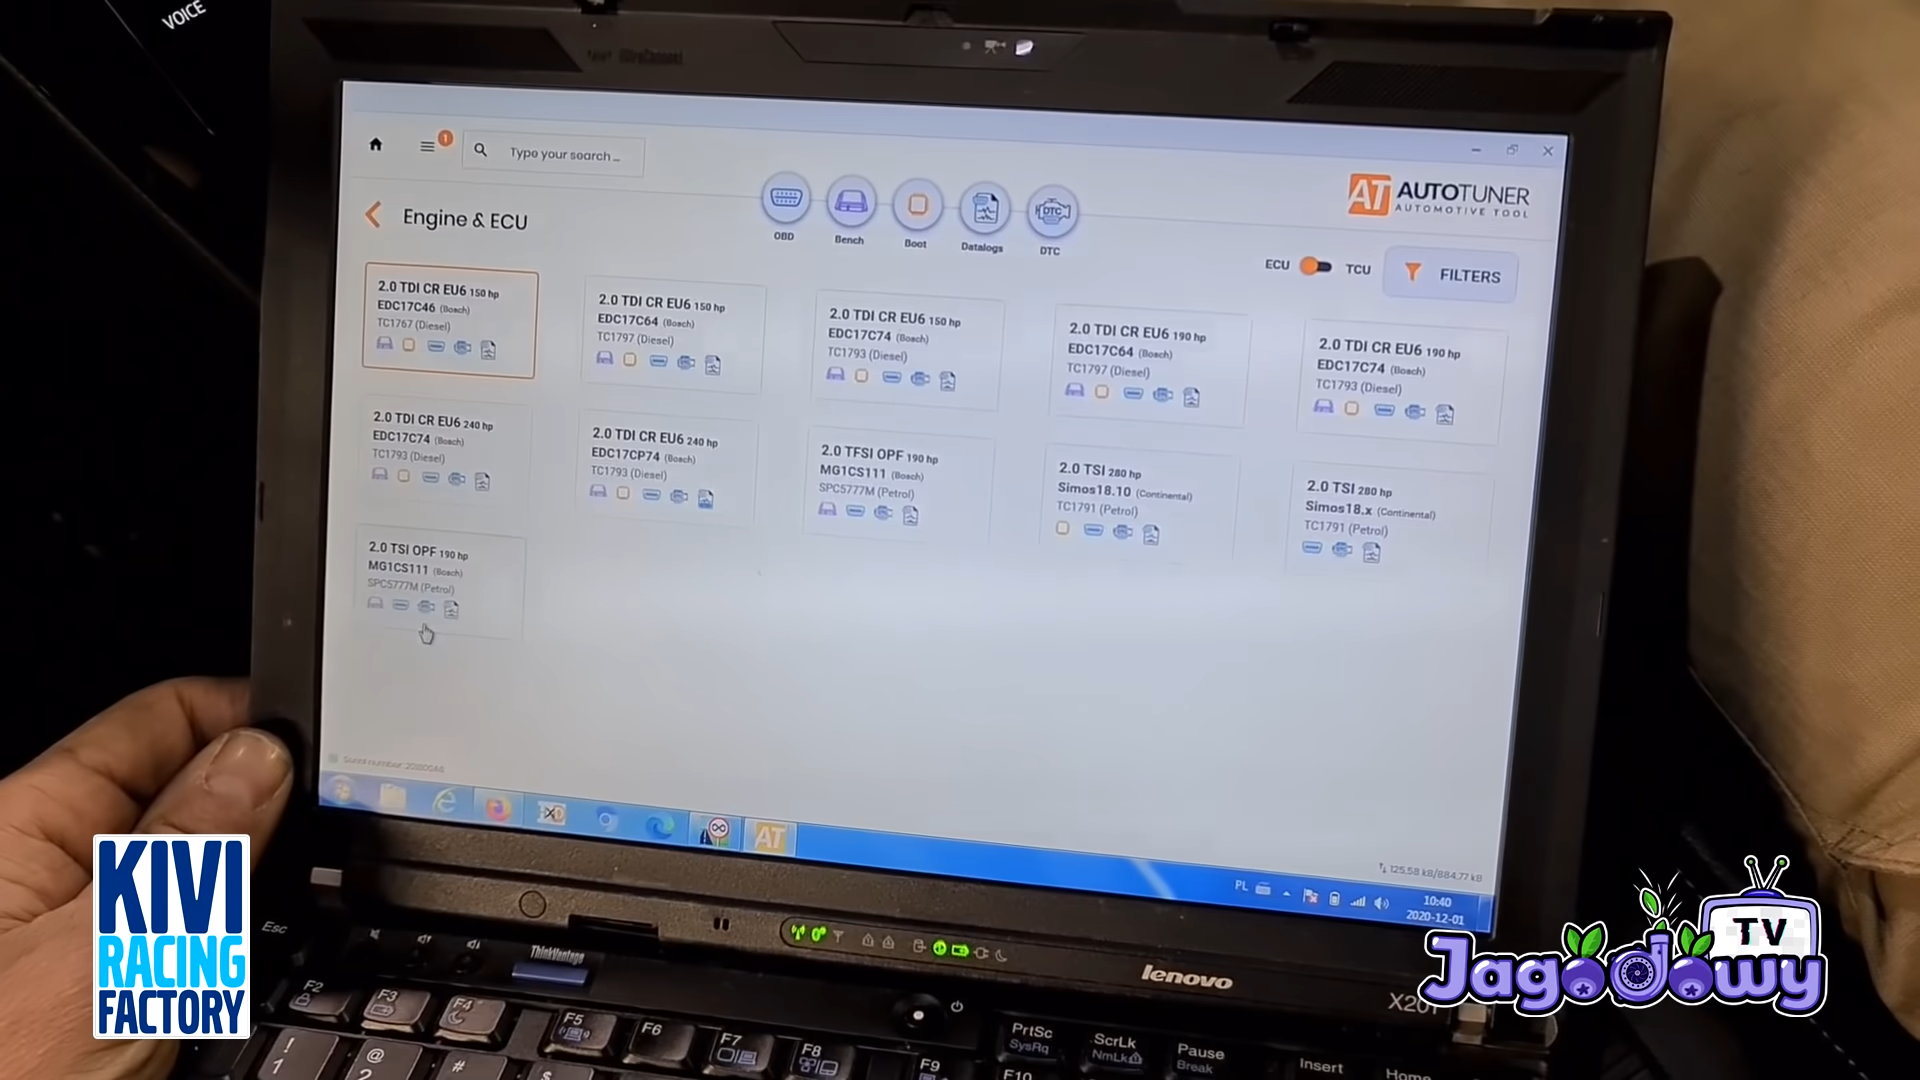 VOICE
Type your search ...
1
Engine & ECU
OBD
Bench
Boot
Datalogs
DTC
DTC
AT AUTOTUNER
AUTOMOTIVE TOOL
ECU
TCU
FILTERS
2.0 TDI CR EU6 150 hp
EDC17C46 (Bosch)
TC1767 (Diesel)
2.0 TDI CR EU6 150 hp
EDC17C64 (Bosch)
TC1797 (Diesel)
2.0 TDI CR EU6 150 hp
EDC17C74 (Bosch)
TC1793 (Diesel)
2.0 TDI CR EU6 190 hp
EDC17C64 (Bosch)
TC1797 (Diesel)
2.0 TDI CR EU6 190 hp
EDC17C74 (Bosch)
TC1793 (Diesel)
2.0 TDI CR EU6 240 hp
EDC17C74 (Bosch)
TC1793 (Diesel)
2.0 TDI CR EU6 240 hp
EDC17CP74 (Bosch)
TC1793 (Diesel)
2.0 TFSI OPF 190 hp
MG1CS111 (Bosch)
SPC5777M (Petrol)
2.0 TSI 280 hp
Simos18.10 (Continental)
TC1791 (Petrol)
2.0 TSI 280 hp
Simos18.x (Continental)
TC1791 (Petrol)
2.0 TSI OPF 190 hp
MG1CS111 (Bosch)
SPC5777M (Petrol)
Serial number:
AT
125,58 kB/884,77 kB
PL
10:40
2020-12-01
ThinkVantage
lenovo
Esc
F2
F3
F4
F5
F6
F7
F8
F9
F10
PrtSc
SysRq
ScrLk
NmLk
Pause
Break
Insert
Home
!
1
@
2
#
$
KIVI
RACING
FACTORY
TV
Jagodowy